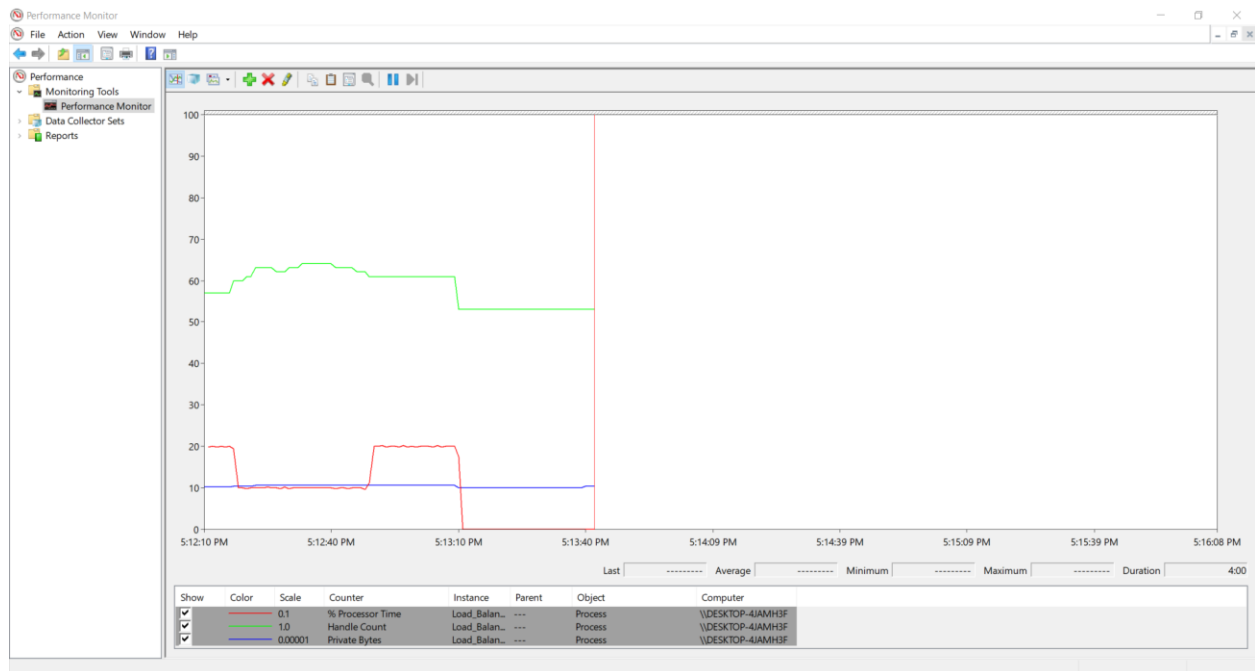 Performance Monitor
File Action View Window Help
Performance
Monitoring Tools
Performance Monitor
Data Collector Sets
Reports
100
90
80
70
60
50
40
30
20
10
0
5:12:10 PM 5:12:40 PM 5:13:10 PM 5:13:40 PM 5:14:09 PM 5:14:39 PM 5:15:09 PM 5:15:39 PM 5:16:08 PM
Last --------- Average --------- Minimum --------- Maximum --------- Duration 4:00
Show Color Scale Counter Instance Parent Object Computer
0.1 % Processor Time Load_Balan... --- Process \\DESKTOP-4JAMH3F
1.0 Handle Count Load_Balan... --- Process \\DESKTOP-4JAMH3F
0.00001 Private Bytes Load_Balan... --- Process \\DESKTOP-4JAMH3F